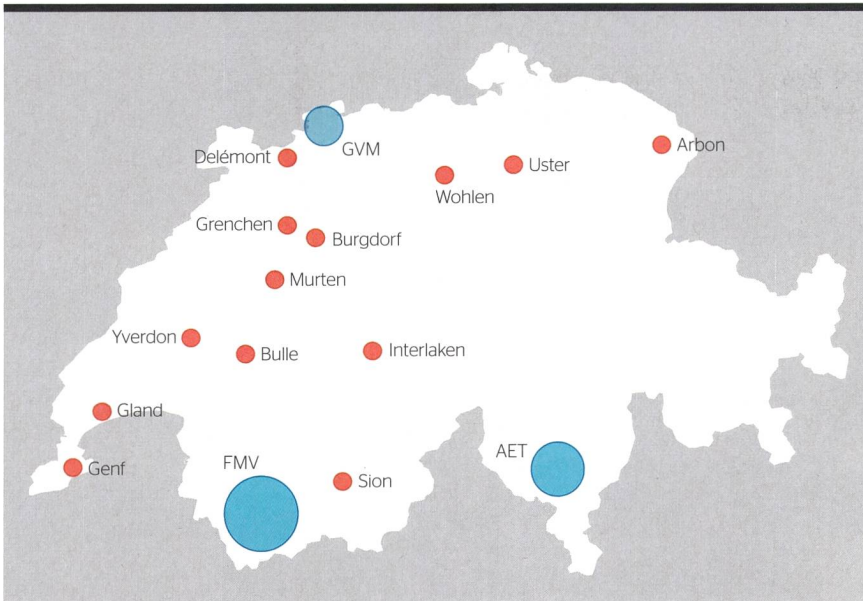 GVM
Delémont
Arbon
Uster
Wohlen
Grenchen
Burgdorf
Murten
Yverdon
Bulle
Interlaken
Gland
FMV
AET
Genf
Sion